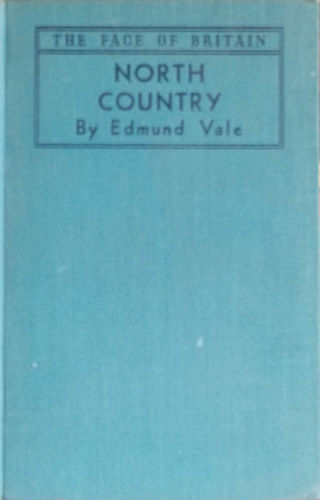 THE FACE OF BRITAIN
NORTH
COUNTRY
By Edmund Vale